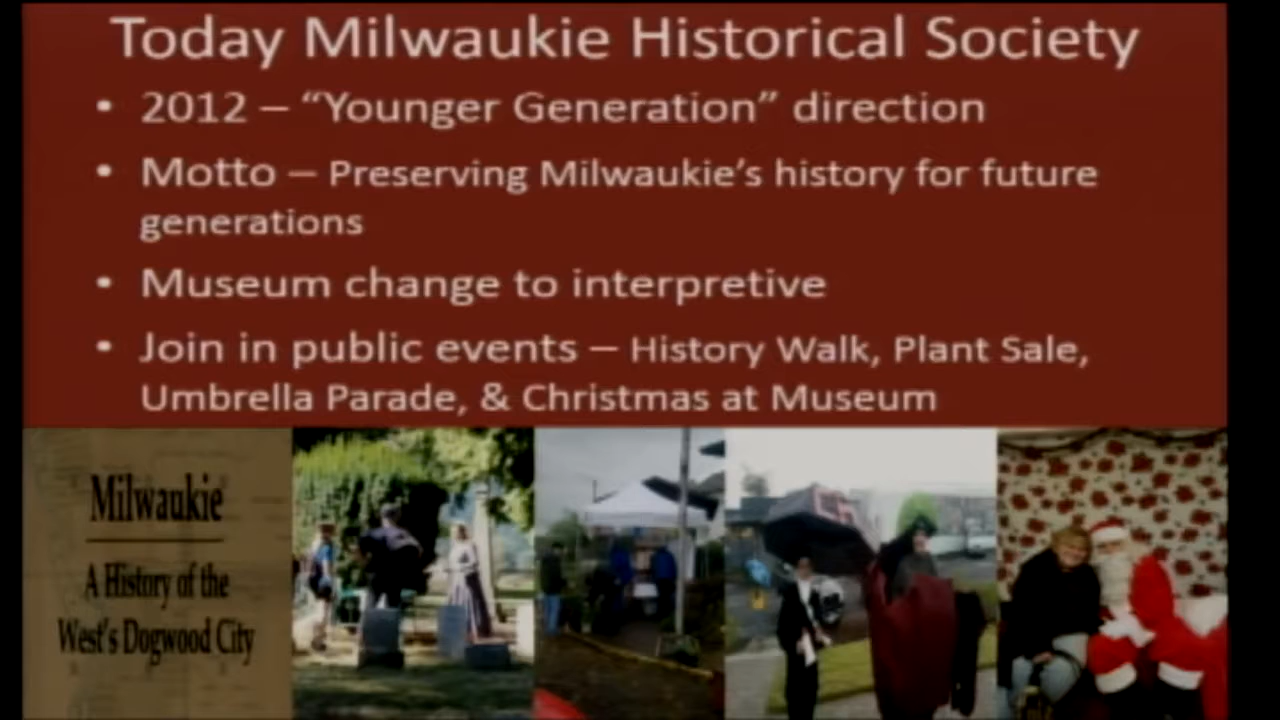 Today Milwaukie Historical Society
• 2012 – “Younger Generation” direction
• Motto – Preserving Milwaukie’s history for future
generations
• Museum change to interpretive
• Join in public events – History Walk, Plant Sale,
Umbrella Parade, & Christmas at Museum
Milwaukie
A History of the
West's Dogwood City